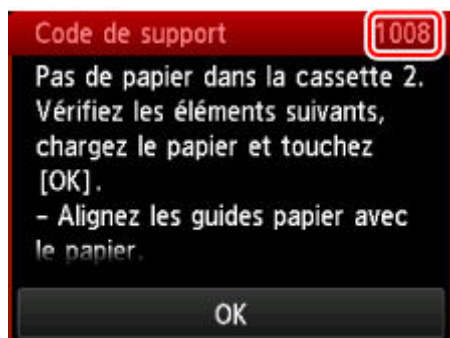 Code de support 1008
Pas de papier dans la cassette 2.
Vérifiez les éléments suivants,
chargez le papier et touchez
[OK].
– Alignez les guides papier avec
le papier.
OK